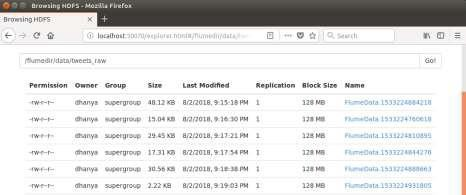 Browsing HDFS - Mozilla Firefox
Browsing HDFS
localhost:50070/explorer.html#/flumedir/data/
Search
/flumedir/data/tweets_raw Go!
Permission Owner Group Size Last Modified Replication Block Size Name
-rw-r--r-- dhanya supergroup 48.12 KB 8/2/2018, 9:15:18 PM 1 128 MB FlumeData.1533224684218
-rw-r--r-- dhanya supergroup 15.04 KB 8/2/2018, 9:16:30 PM 1 128 MB FlumeData.1533224760618
-rw-r--r-- dhanya supergroup 29.45 KB 8/2/2018, 9:17:21 PM 1 128 MB FlumeData.1533224810895
-rw-r--r-- dhanya supergroup 17.31 KB 8/2/2018, 9:17:54 PM 1 128 MB FlumeData.1533224844276
-rw-r--r-- dhanya supergroup 30.56 KB 8/2/2018, 9:18:38 PM 1 128 MB FlumeData.1533224888663
-rw-r--r-- dhanya supergroup 2.22 KB 8/2/2018, 9:19:03 PM 1 128 MB FlumeData.1533224931805